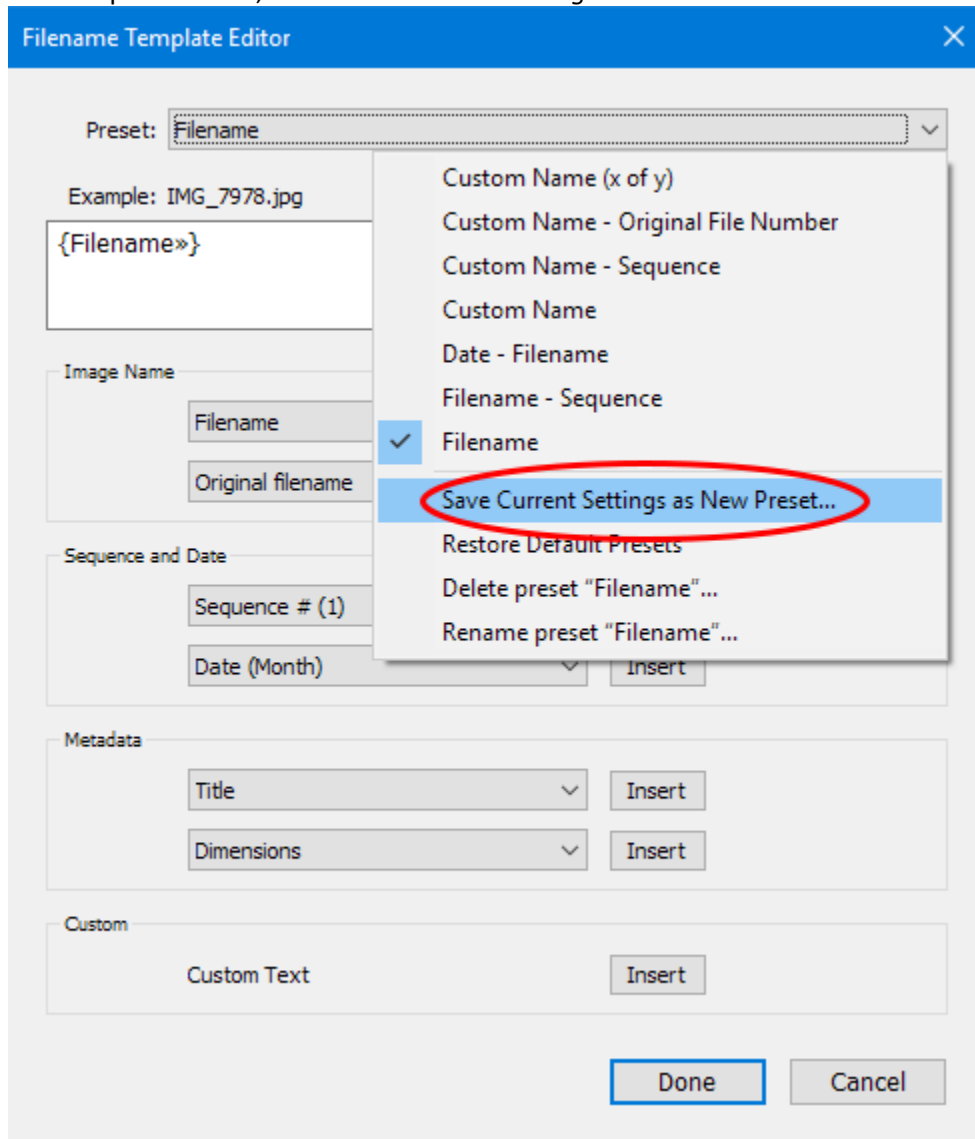 Filename Template Editor
Preset: Filename
Example: IMG_7978.jpg
{Filename»}
Custom Name (x of y)
Custom Name - Original File Number
Custom Name - Sequence
Custom Name
Date - Filename
Filename - Sequence
Filename
Save Current Settings as New Preset...
Restore Default Presets
Delete preset "Filename"...
Rename preset "Filename"...
Image Name
Filename
Original filename
Sequence and Date
Sequence # (1)
Date (Month) Insert
Metadata
Title Insert
Dimensions Insert
Custom
Custom Text Insert
Done Cancel